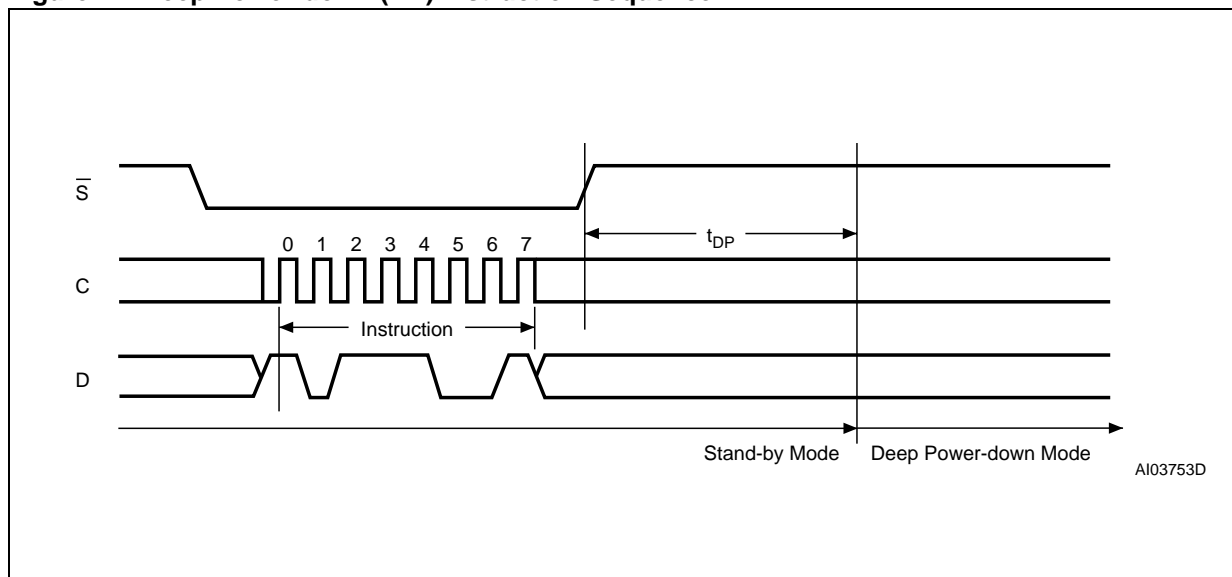 S
0 1 2 3 4 5 6 7
tDP
C
Instruction
D
Stand-by Mode Deep Power-down Mode
AI03753D